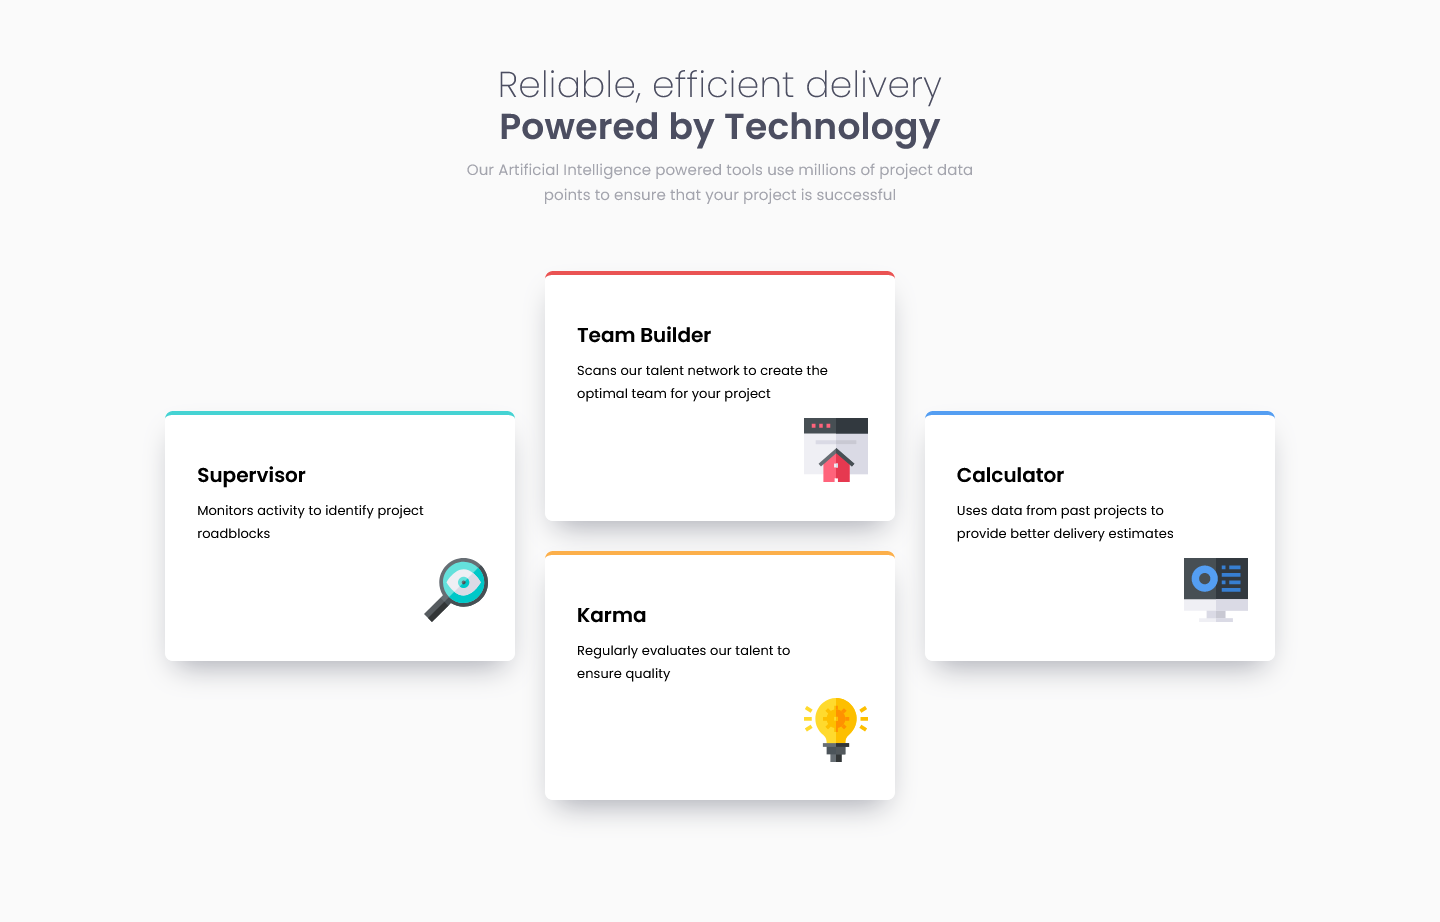 Reliable, efficient delivery
Powered by Technology
Our Artificial Intelligence powered tools use millions of project data
points to ensure that your project is successful
Supervisor
Monitors activity to identify project
roadblocks
Team Builder
Scans our talent network to create the
optimal team for your project
Karma
Regularly evaluates our talent to
ensure quality
Calculator
Uses data from past projects to
provide better delivery estimates